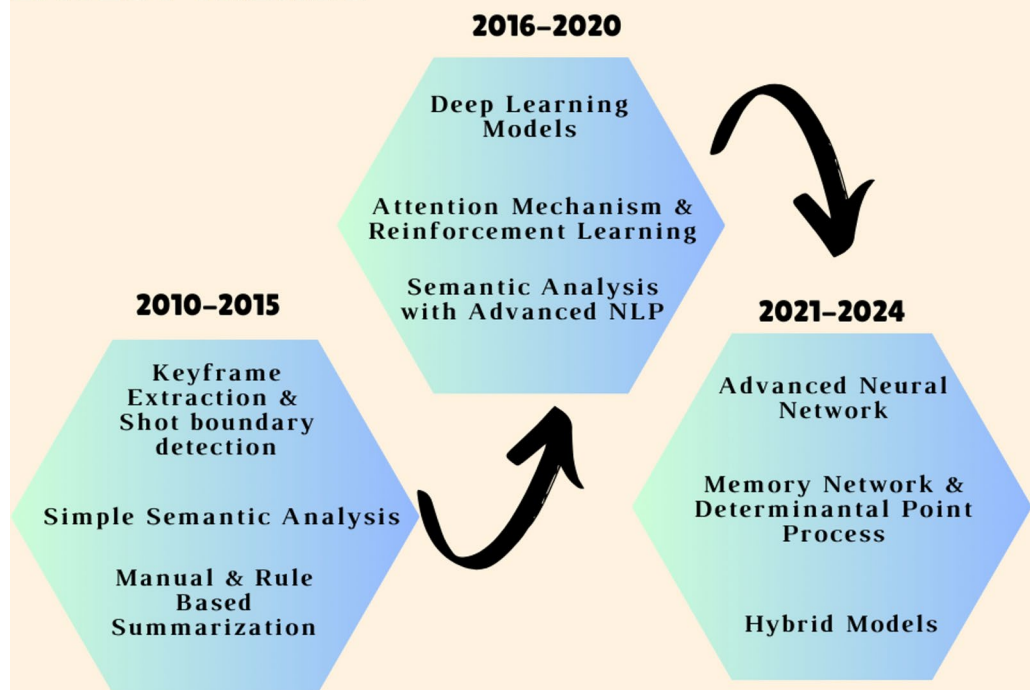 2016–2020
Deep Learning
Models
Attention Mechanism &
Reinforcement Learning
Semantic Analysis
with Advanced NLP
2010–2015
Keyframe
Extraction &
Shot boundary
detection
Simple Semantic Analysis
Manual & Rule
Based
Summarization
2021–2024
Advanced Neural
Network
Memory Network &
Determinantal Point
Process
Hybrid Models